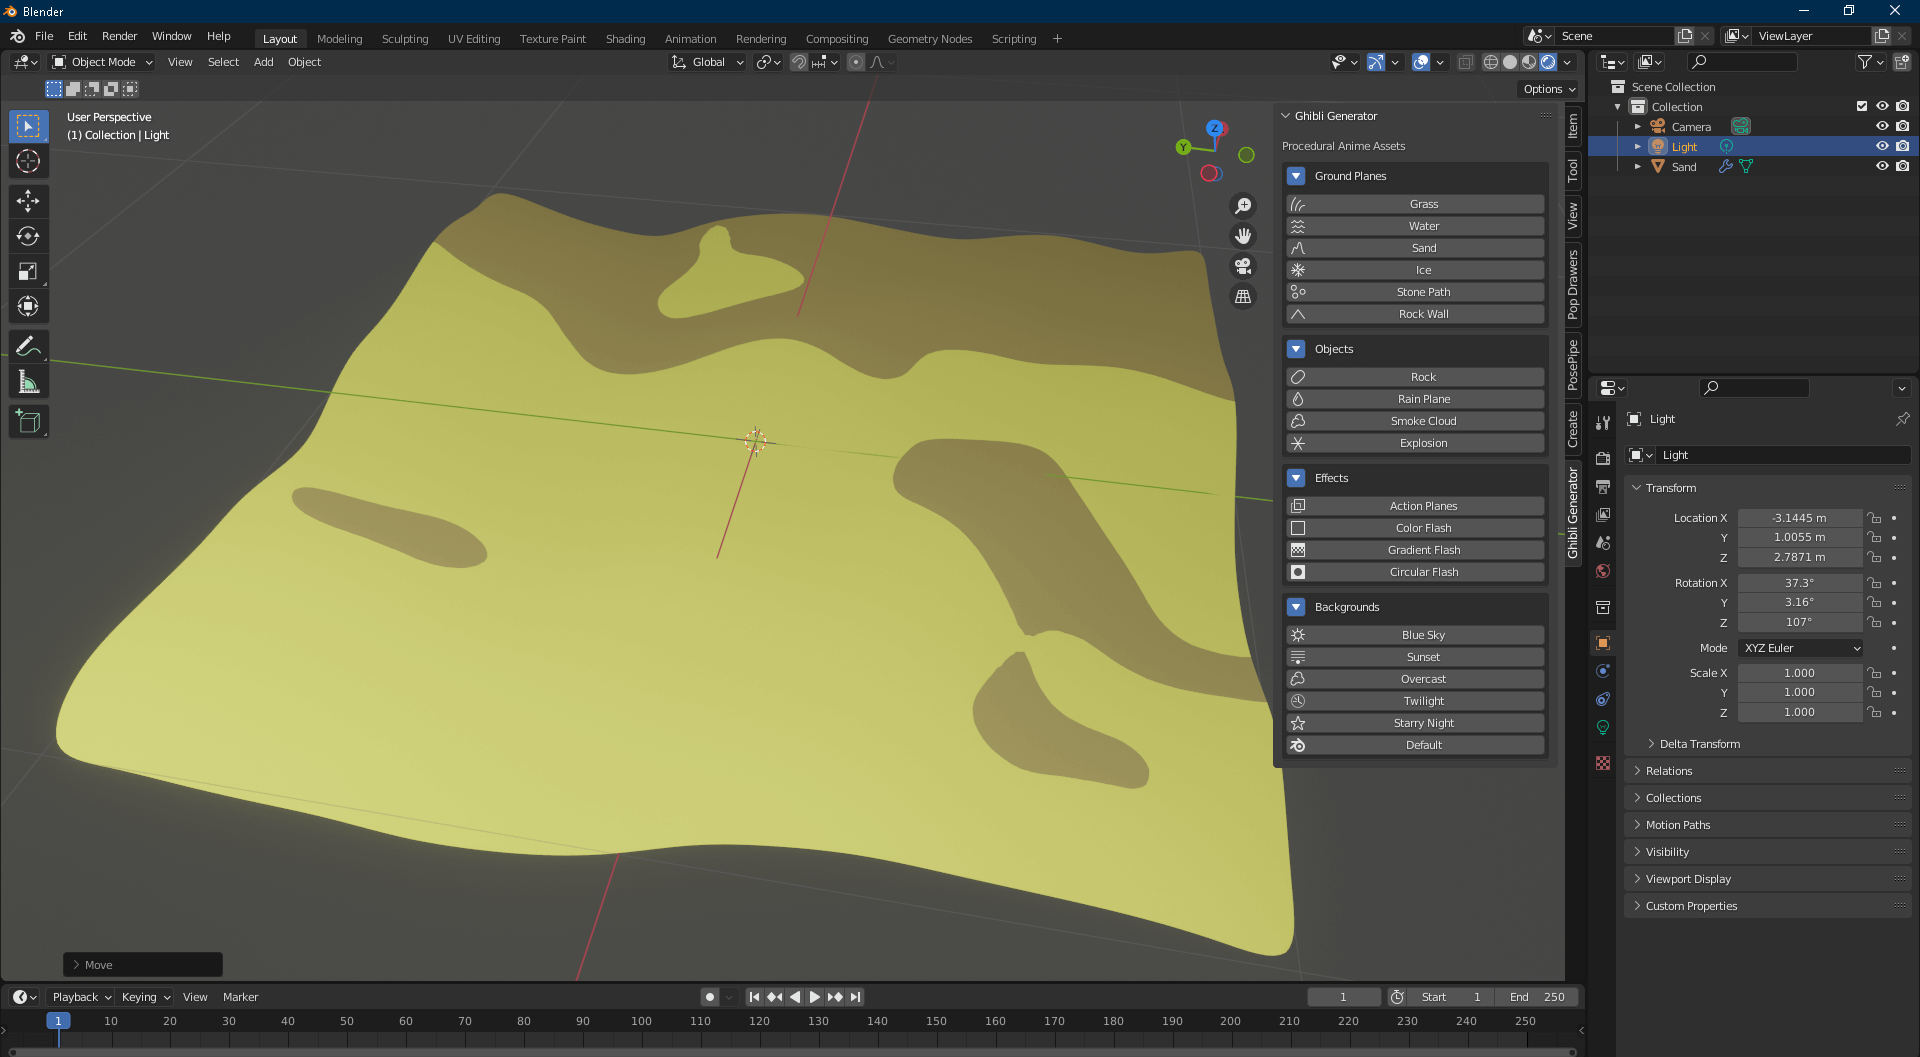 Blender
File Edit Render Window Help Layout Modeling Sculpting UV Editing Texture Paint Shading Animation Rendering Compositing Geometry Nodes Scripting + Scene ViewLayer
Object Mode View Select Add Object Global
Options
User Perspective
(1) Collection | Light
Z
Y
Ghibli Generator
Procedural Anime Assets
Ground Planes
Grass
Water
Sand
Ice
Stone Path
Rock Wall
Objects
Rock
Rain Plane
Smoke Cloud
Explosion
Effects
Action Planes
Color Flash
Gradient Flash
Circular Flash
Backgrounds
Blue Sky
Sunset
Overcast
Twilight
Starry Night
Default
Item
Tool
View
Pop Drawers
PosePipe
Create
Ghibli Generator
Scene Collection
Collection
Camera
Light
Sand
Light
Light
Transform
Location X -3.1445 m
Y 1.0055 m
Z 2.7871 m
Rotation X 37.3°
Y 3.16°
Z 107°
Mode XYZ Euler
Scale X 1.000
Y 1.000
Z 1.000
Delta Transform
Relations
Collections
Motion Paths
Visibility
Viewport Display
Custom Properties
Move
Playback Keying View Marker 1 Start 1 End 250
1 10 20 30 40 50 60 70 80 90 100 110 120 130 140 150 160 170 180 190 200 210 220 230 240 250